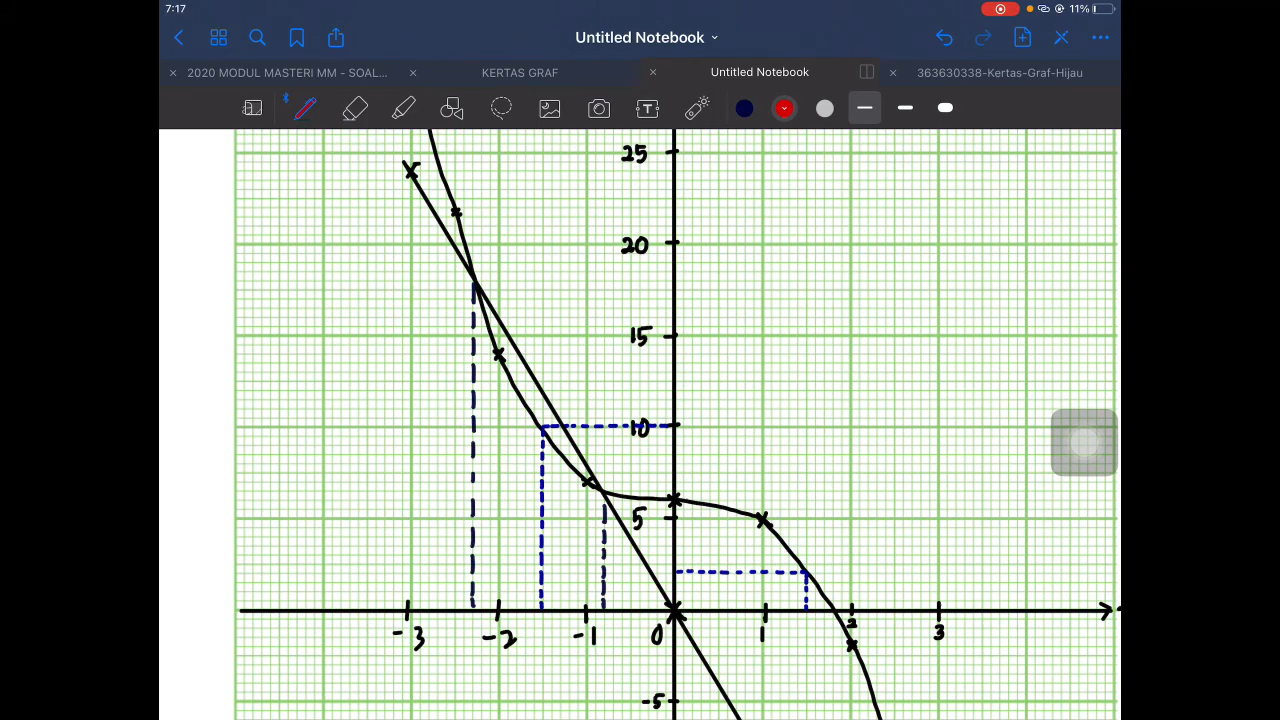 7:17
11%
Untitled Notebook
2020 MODUL MASTERI MM - SOAL...
KERTAS GRAF
Untitled Notebook
363630338-Kertas-Graf-Hijau
T
25
20
15
10
5
-3 -2 -1 0 1 2 3
-5